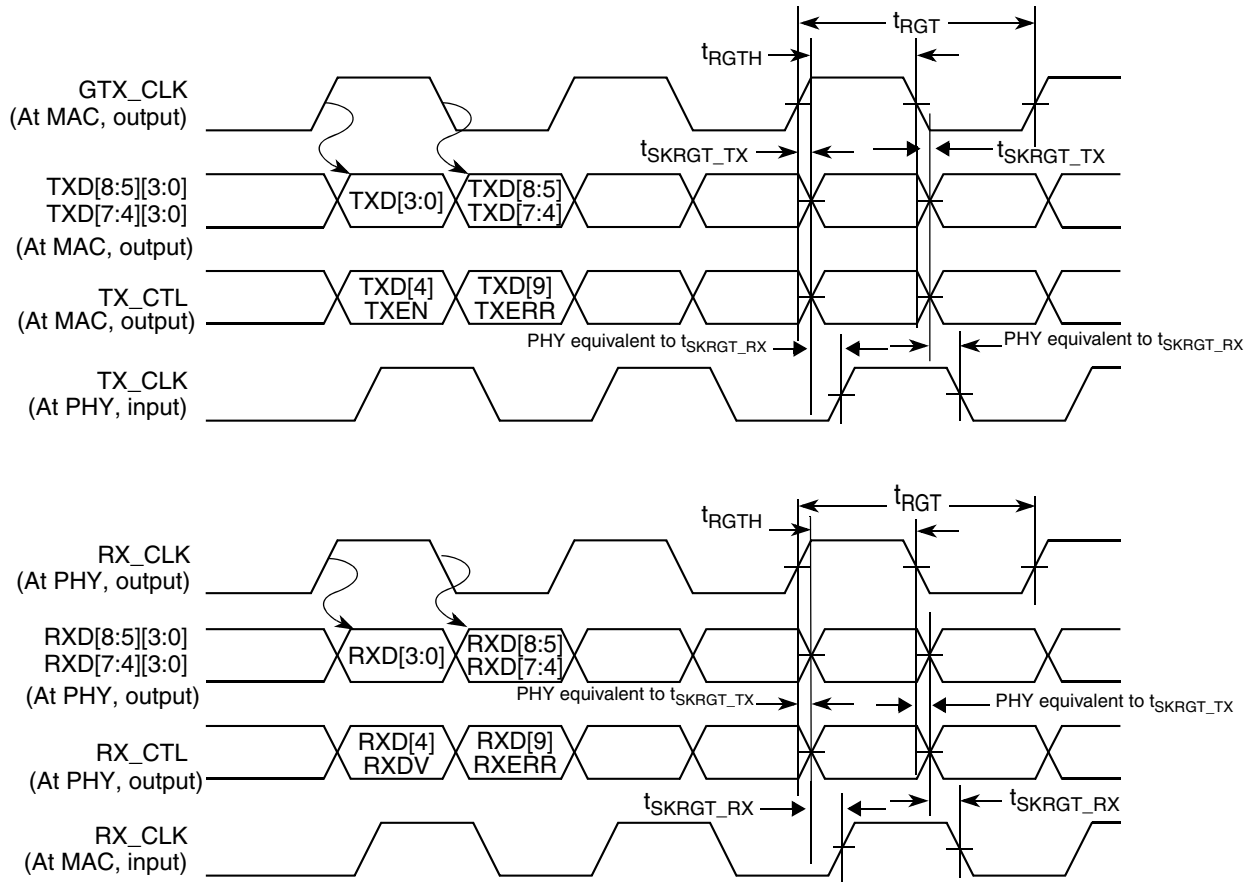 tRGT
tRGTH
GTX_CLK
(At MAC, output)
tSKRGT_TX
tSKRGT_TX
TXD[8:5][3:0]
TXD[7:4][3:0]
(At MAC, output)
TXD[3:0]
TXD[8:5]
TXD[7:4]
TX_CTL
(At MAC, output)
TXD[4]
TXEN
TXD[9]
TXERR
PHY equivalent to tSKRGT_RX
PHY equivalent to tSKRGT_RX
TX_CLK
(At PHY, input)
tRGT
tRGTH
RX_CLK
(At PHY, output)
RXD[8:5][3:0]
RXD[7:4][3:0]
(At PHY, output)
RXD[3:0]
RXD[8:5]
RXD[7:4]
PHY equivalent to tSKRGT_TX
PHY equivalent to tSKRGT_TX
RX_CTL
(At PHY, output)
RXD[4]
RXDV
RXD[9]
RXERR
tSKRGT_RX
tSKRGT_RX
RX_CLK
(At MAC, input)